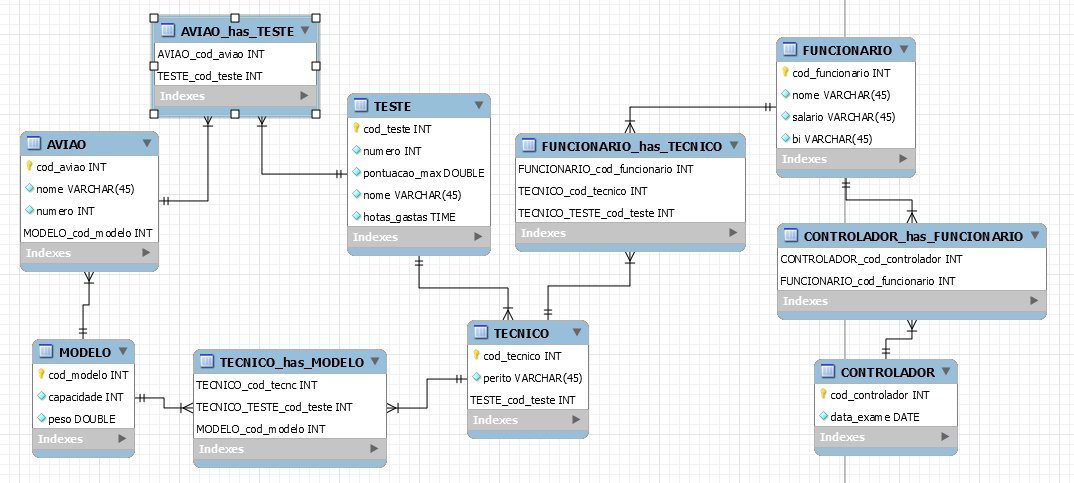 AVIAO_has_TESTE
AVIAO_cod_aviao INT
TESTE_cod_teste INT
Indexes
TESTE
cod_teste INT
numero INT
pontuacao_max DOUBLE
nome VARCHAR(45)
hotas_gastas TIME
Indexes
AVIAO
cod_aviao INT
nome VARCHAR(45)
numero INT
MODELO_cod_modelo INT
Indexes
FUNCIONARIO
cod_funcionario INT
nome VARCHAR(45)
salario VARCHAR(45)
bi VARCHAR(45)
Indexes
FUNCIONARIO_has_TECNICO
FUNCIONARIO_cod_funcionario INT
TECNICO_cod_tecnico INT
TECNICO_TESTE_cod_teste INT
Indexes
CONTROLADOR_has_FUNCIONARIO
CONTROLADOR_cod_controlador INT
FUNCIONARIO_cod_funcionario INT
Indexes
MODELO
cod_modelo INT
capacidade INT
peso DOUBLE
Indexes
TECNICO_has_MODELO
TECNICO_cod_tecnc INT
TECNICO_TESTE_cod_teste INT
MODELO_cod_modelo INT
Indexes
TECNICO
cod_tecnico INT
perito VARCHAR(45)
TESTE_cod_teste INT
Indexes
CONTROLADOR
cod_controlador INT
data_exame DATE
Indexes